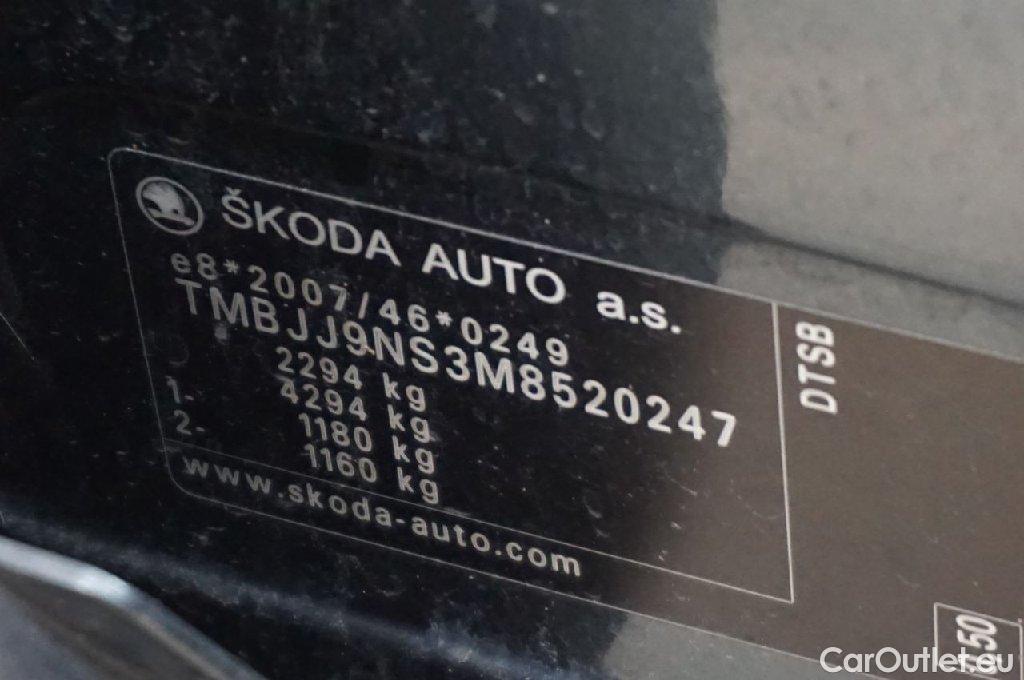 ŠKODA AUTO a.s.
e8*2007/46*0249
TMBJJ9NS3M8520247
2294 kg
4294 kg
1- 1180 kg
2- 1160 kg
www.skoda-auto.com
DTSB
CarOutlet.eu